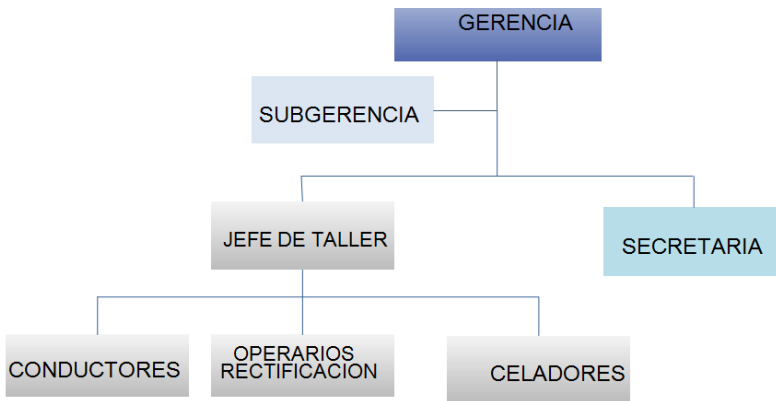 GERENCIA
SUBGERENCIA
JEFE DE TALLER
SECRETARIA
CONDUCTORES
OPERARIOS
RECTIFICACION
CELADORES